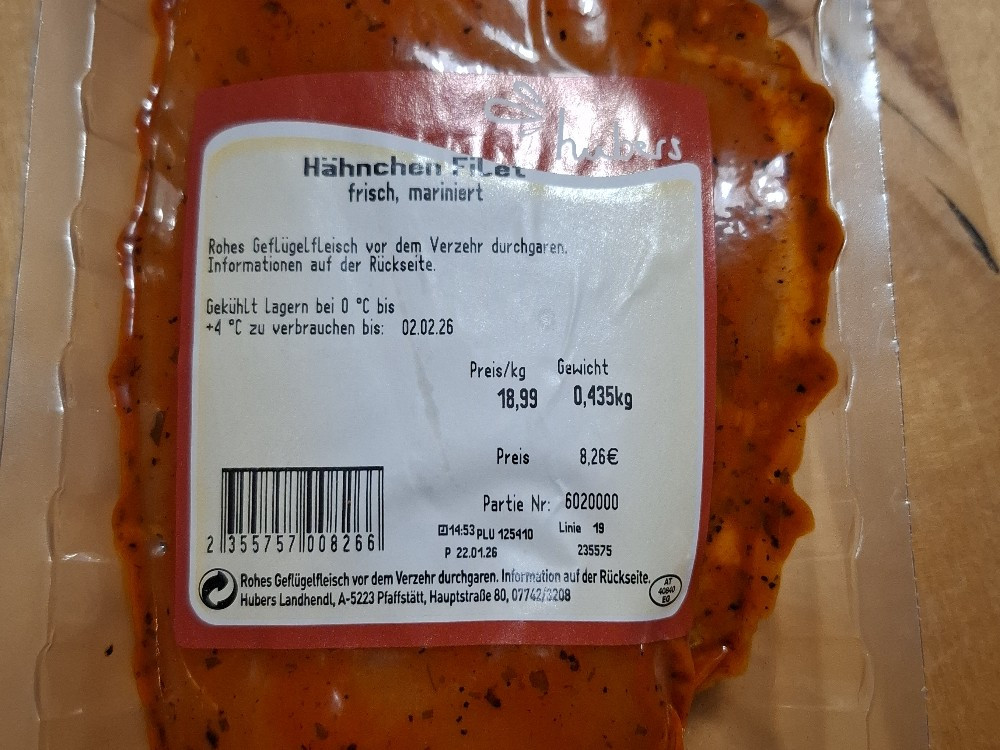 hubers
Hähnchen Filet
frisch, mariniert
Rohes Geflügelfleisch vor dem Verzehr durchgaren.
Informationen auf der Rückseite.
Gekühlt lagern bei 0 °C bis
+4 °C zu verbrauchen bis: 02.02.26
Preis/kg Gewicht
18,99 0,435kg
Preis 8,26€
Partie Nr: 6020000
14:53 PLU 125410 Linie 19
P 22.01.26 235575
2 355757 008266
Rohes Geflügelfleisch vor dem Verzehr durchgaren. Information auf der Rückseite.
Hubers Landhendl, A-5223 Pfaffstätt, Hauptstraße 80, 07742/3208
AT
40840
EG